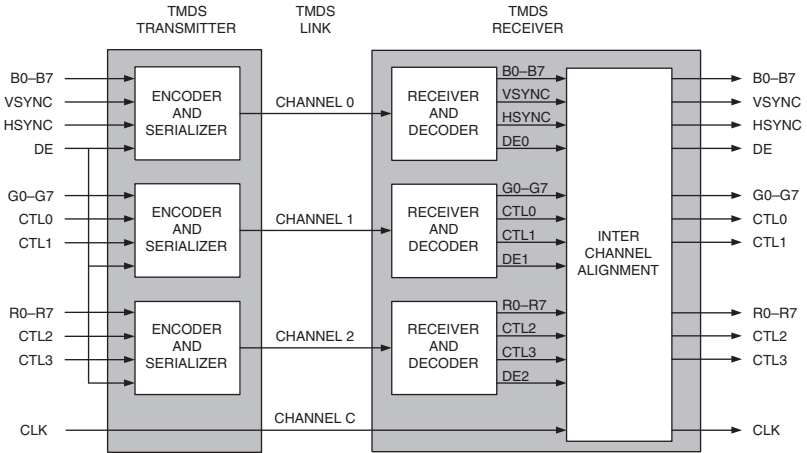 TMDS
TRANSMITTER
TMDS
LINK
TMDS
RECEIVER
B0–B7
VSYNC
HSYNC
DE
ENCODER
AND
SERIALIZER
CHANNEL 0
RECEIVER
AND
DECODER
B0–B7
VSYNC
HSYNC
DE0
B0–B7
VSYNC
HSYNC
DE
G0–G7
CTL0
CTL1
ENCODER
AND
SERIALIZER
CHANNEL 1
RECEIVER
AND
DECODER
G0–G7
CTL0
CTL1
DE1
INTER
CHANNEL
ALIGNMENT
G0–G7
CTL0
CTL1
R0–R7
CTL2
CTL3
ENCODER
AND
SERIALIZER
CHANNEL 2
RECEIVER
AND
DECODER
R0–R7
CTL2
CTL3
DE2
R0–R7
CTL2
CTL3
CLK
CHANNEL C
CLK